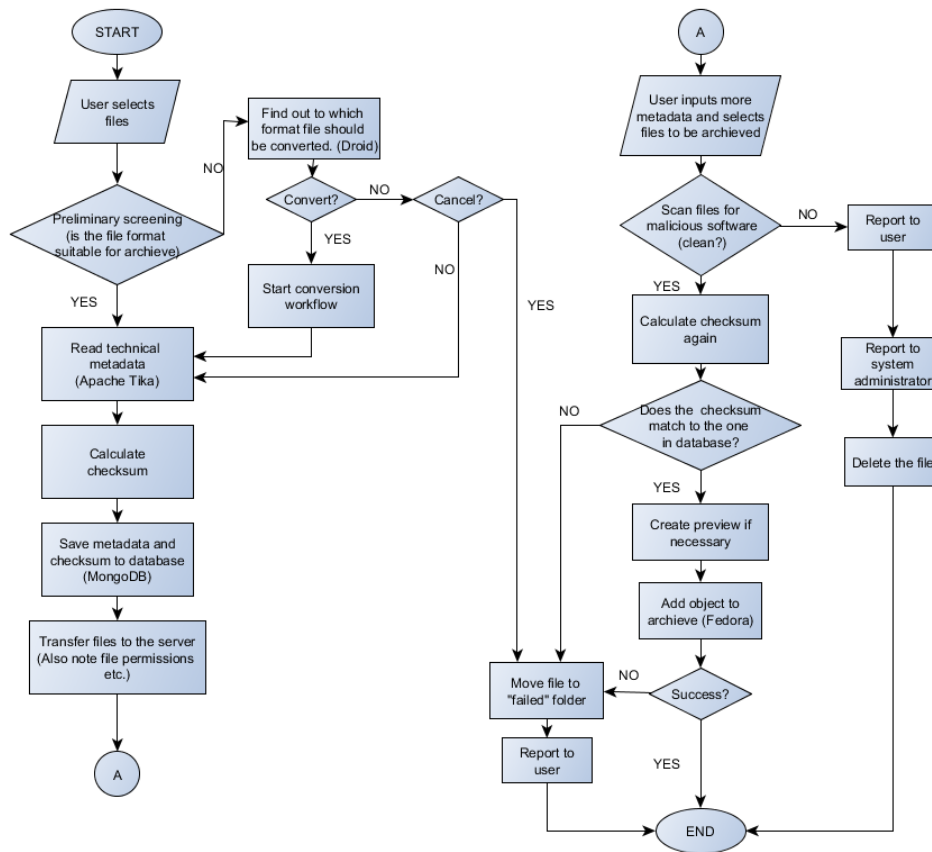 START
User selects
files
Preliminary screening
(is the file format
suitable for archieve)
NO
Find out to which
format file should
be converted. (Droid)
Convert?
NO
Cancel?
YES
NO
YES
Start conversion
workflow
YES
Read technical
metadata
(Apache Tika)
Calculate
checksum
Save metadata and
checksum to database
(MongoDB)
Transfer files to the server
(Also note file permissions
etc.)
A
A
User inputs more
metadata and selects
files to be archieved
Scan files for
malicious software
(clean?)
NO
Report to
user
Report to
system
administrator
Delete the file
YES
Calculate checksum
again
Does the checksum
match to the one
in database?
NO
YES
Create preview if
necessary
Add object to
archieve (Fedora)
Success?
NO
Move file to
"failed" folder
Report to
user
YES
END